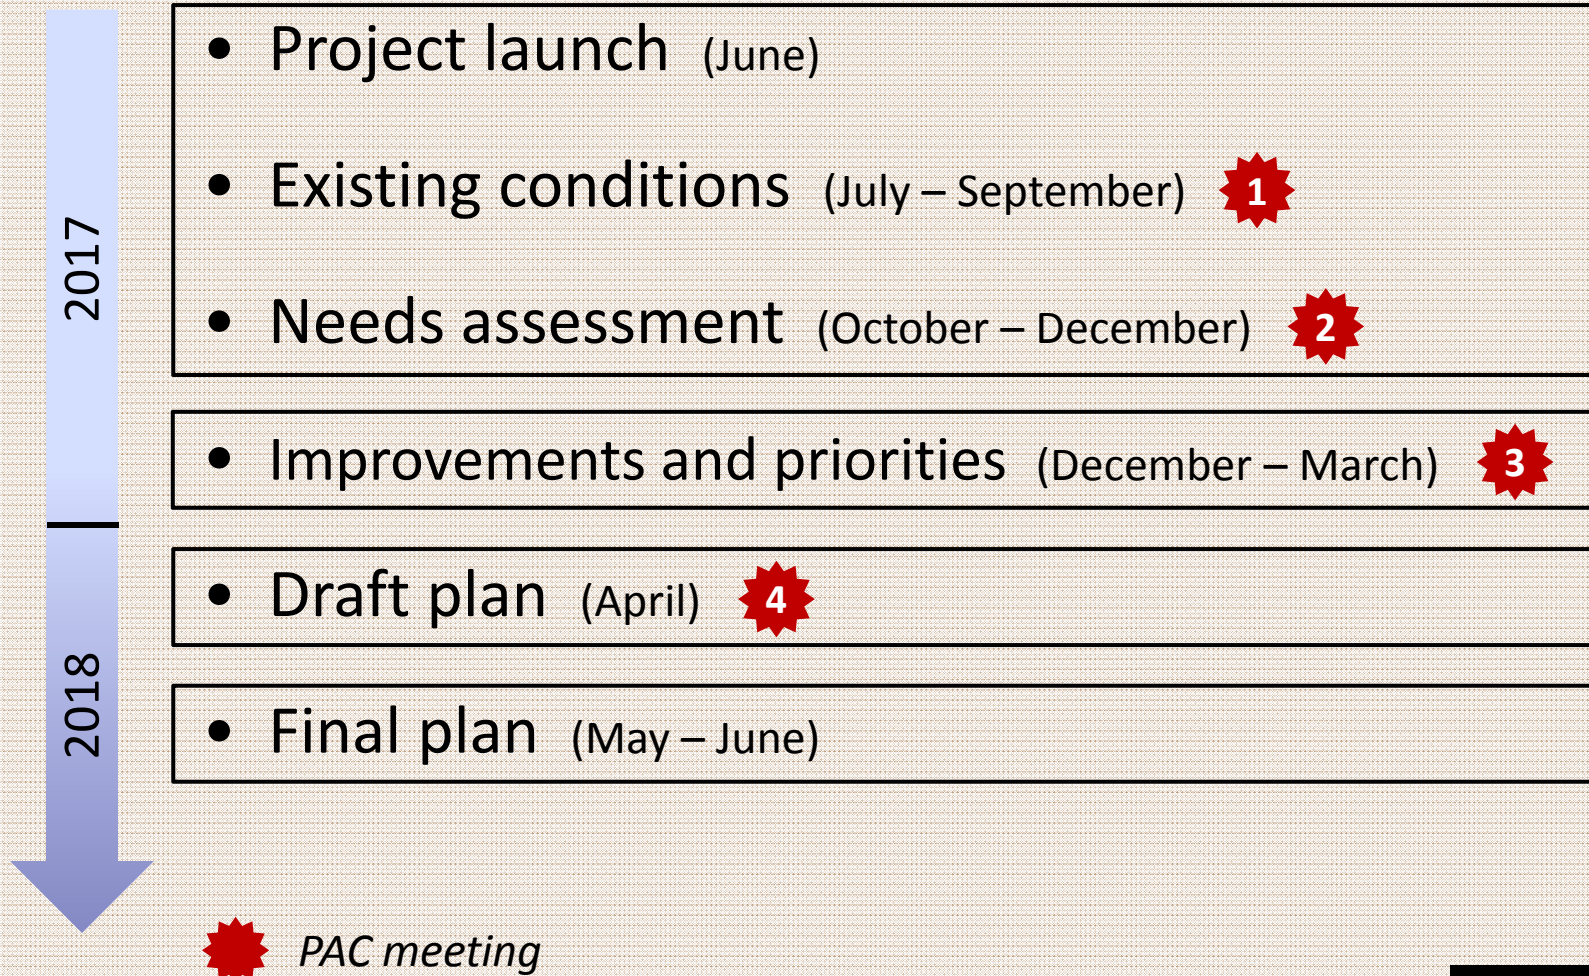 2017
• Project launch (June)
• Existing conditions (July – September) 1
• Needs assessment (October – December) 2
• Improvements and priorities (December – March) 3
2018
• Draft plan (April) 4
• Final plan (May – June)
PAC meeting